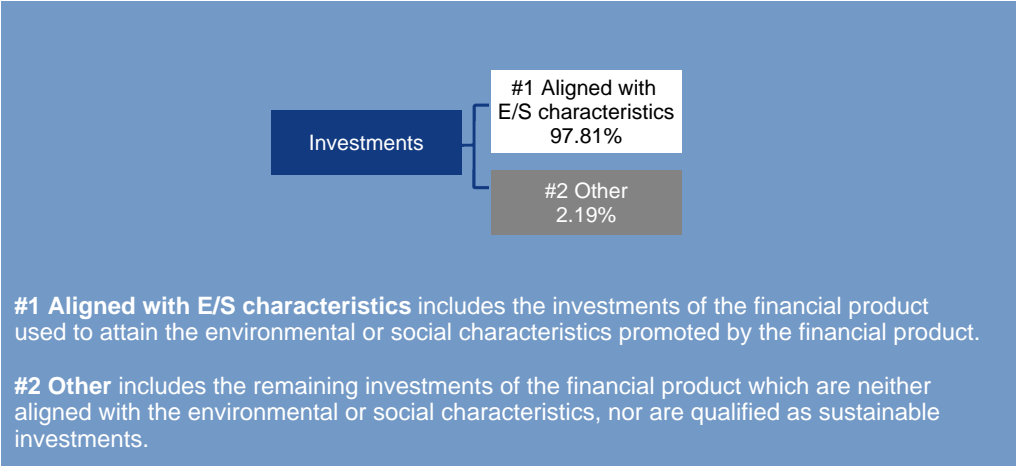 Investments
#1 Aligned with
E/S characteristics
97.81%
#2 Other
2.19%
#1 Aligned with E/S characteristics includes the investments of the financial product
used to attain the environmental or social characteristics promoted by the financial product.
#2 Other includes the remaining investments of the financial product which are neither
aligned with the environmental or social characteristics, nor are qualified as sustainable
investments.